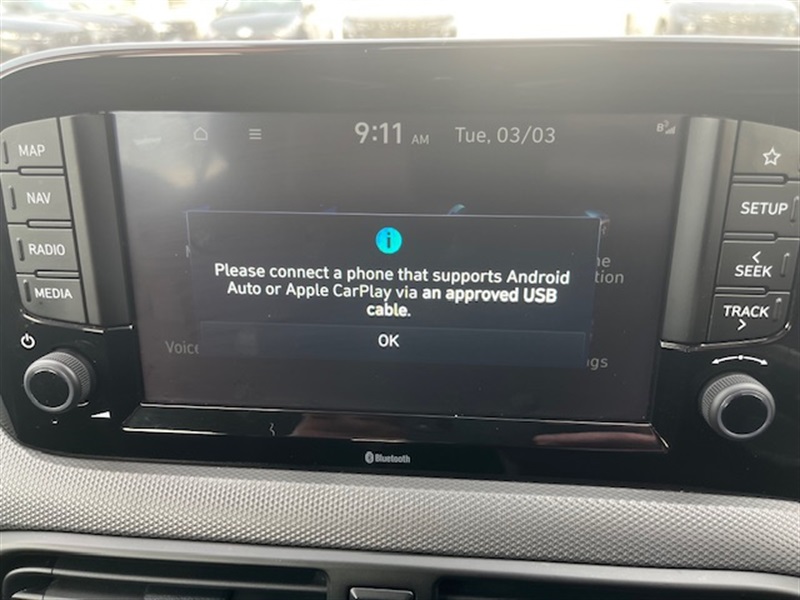 9:11 AM Tue, 03/03
MAP
NAV
RADIO
MEDIA
SETUP
SEEK
TRACK
Please connect a phone that supports Android
Auto or Apple CarPlay via an approved USB
cable.
OK
Voice
Bluetooth